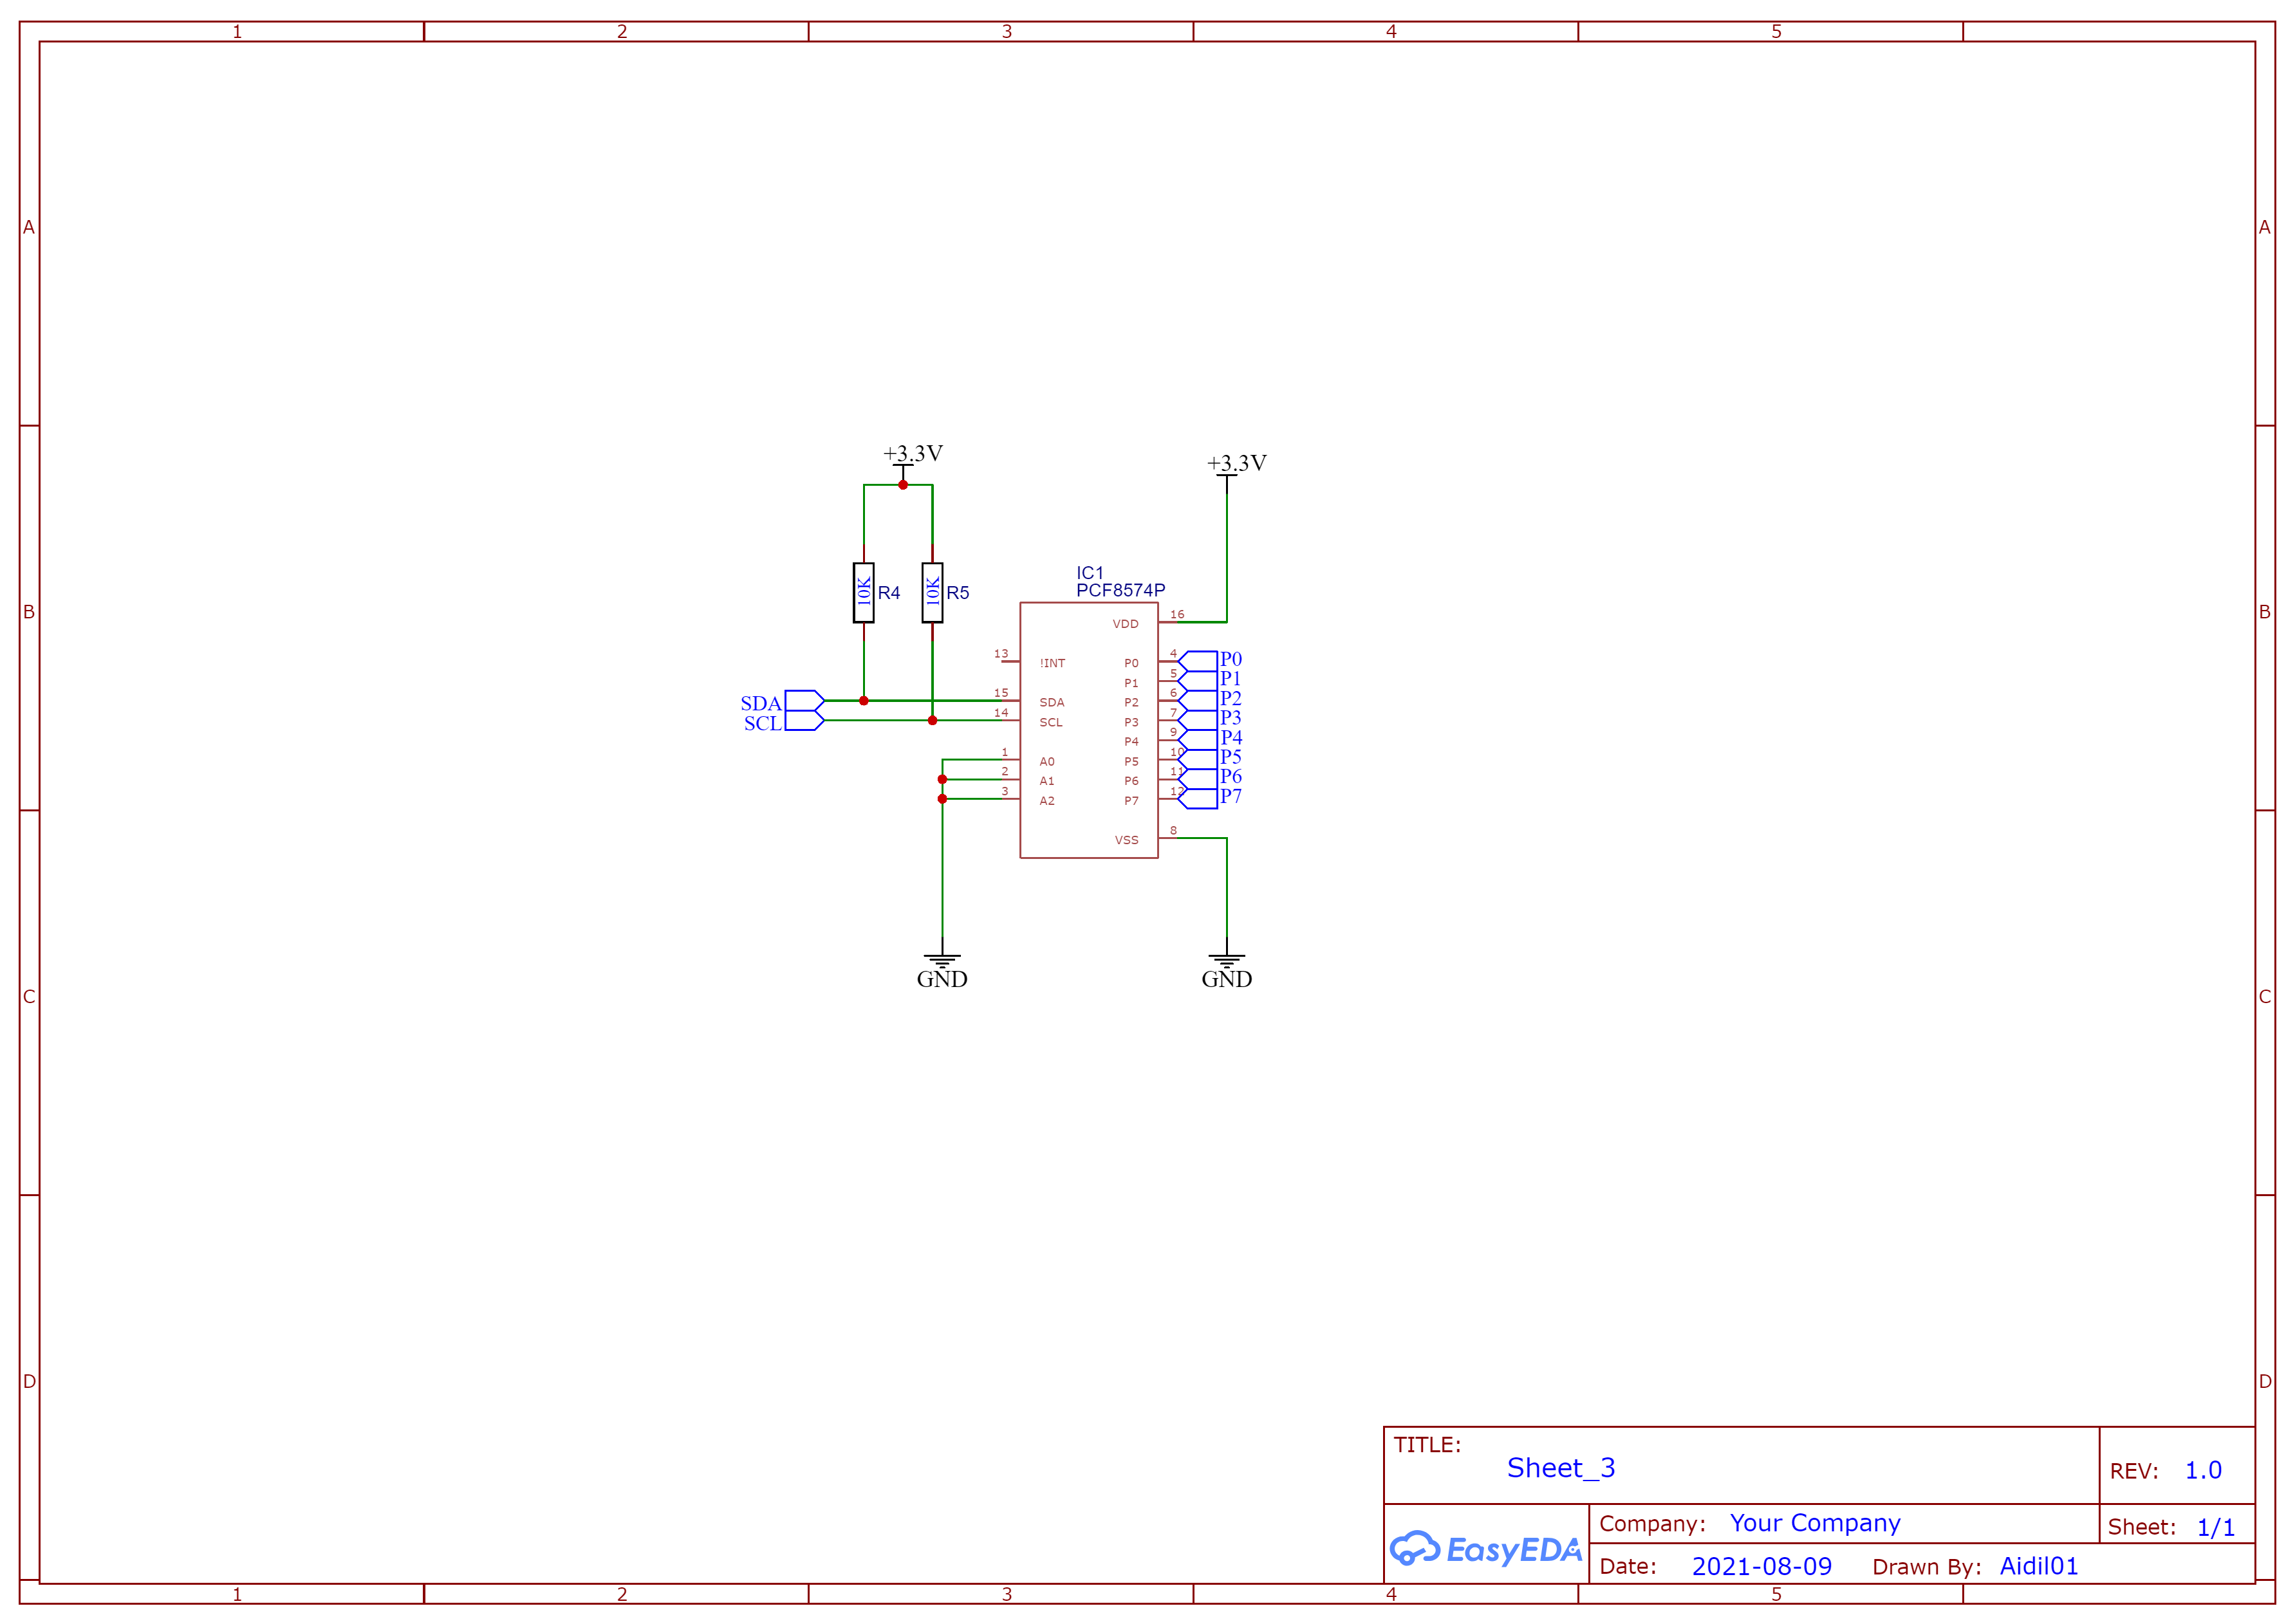 1 2 3 4 5
A A
+3.3V +3.3V
IC1
PCF8574P
10K R4 10K R5
B B
16
VDD
13 !INT P0 4 P0
P1 5 P1
15 SDA P2 6 P2
SDA
14 SCL P3 7 P3
SCL
P4 9 P4
1 A0 P5 10 P5
2 A1 P6 11 P6
3 A2 P7 12 P7
VSS 8
GND GND
C C
D D
TITLE:
Sheet_3
REV: 1.0
EasyEDA
Company: Your Company
Sheet: 1/1
Date: 2021-08-09 Drawn By: Aidil01
1 2 3 4 5